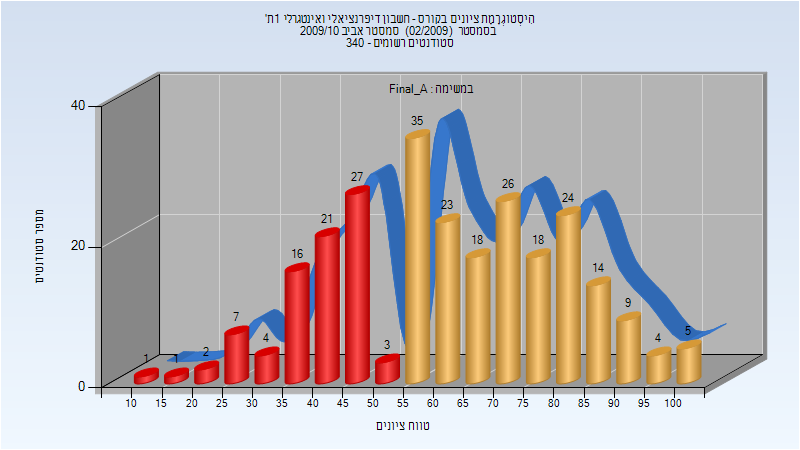 היסטוגרמת ציונים בקורס - חשבון דיפרנציאלי ואינטגרלי 1ת'
בסמסטר (02/2009) סמסטר אביב 2009/10
סטודנטים רשומים - 340
במשימה : Final_A
40
20
0
מספר סטודנטים
1 1 2 7 4 16 21 27 3 35 23 18 26 18 24 14 9 4 5
10 15 20 25 30 35 40 45 50 55 60 65 70 75 80 85 90 95 100
טווח ציונים